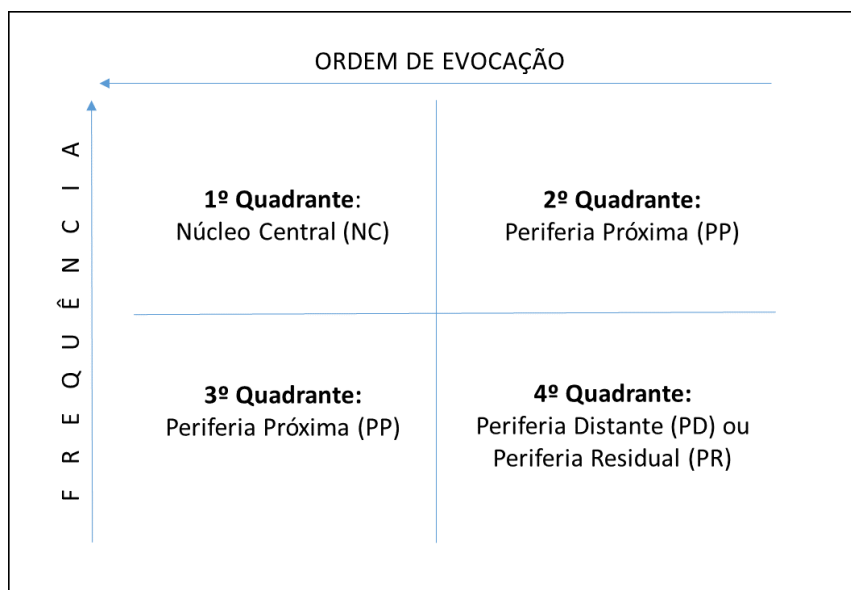 ORDEM DE EVOCAÇÃO
FREQUÊNCIA
1º Quadrante:
Núcleo Central (NC)
2º Quadrante:
Periferia Próxima (PP)
3º Quadrante:
Periferia Próxima (PP)
4º Quadrante:
Periferia Distante (PD) ou
Periferia Residual (PR)